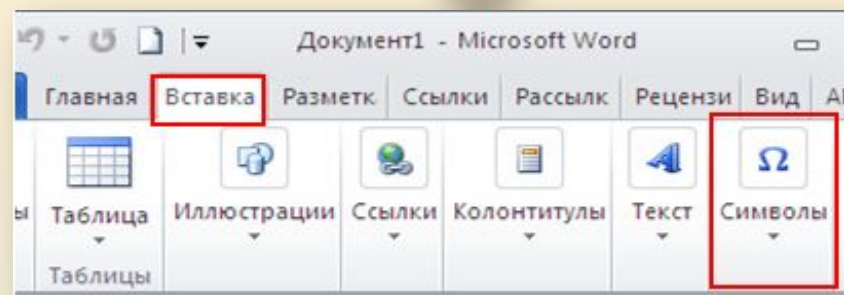 Документ1 - Microsoft Word
Главная Вставка Разметк Ссылки Рассылк Рецензи Вид
Таблица Иллюстрации Ссылки Колонтитулы Текст Символы
Таблицы